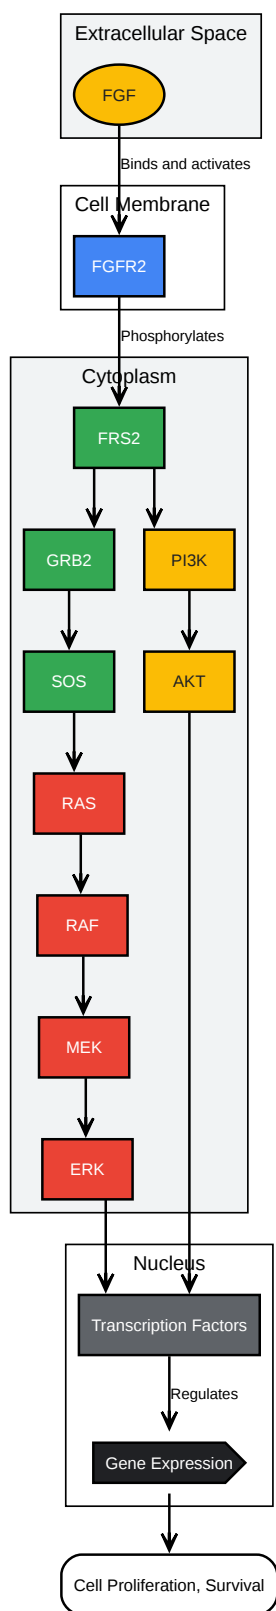 Extracellular Space
FGF
Binds and activates
Cell Membrane
FGFR2
Phosphorylates
Cytoplasm
FRS2
GRB2
PI3K
SOS
AKT
RAS
RAF
MEK
ERK
Nucleus
Transcription Factors
Regulates
Gene Expression
Cell Proliferation, Survival